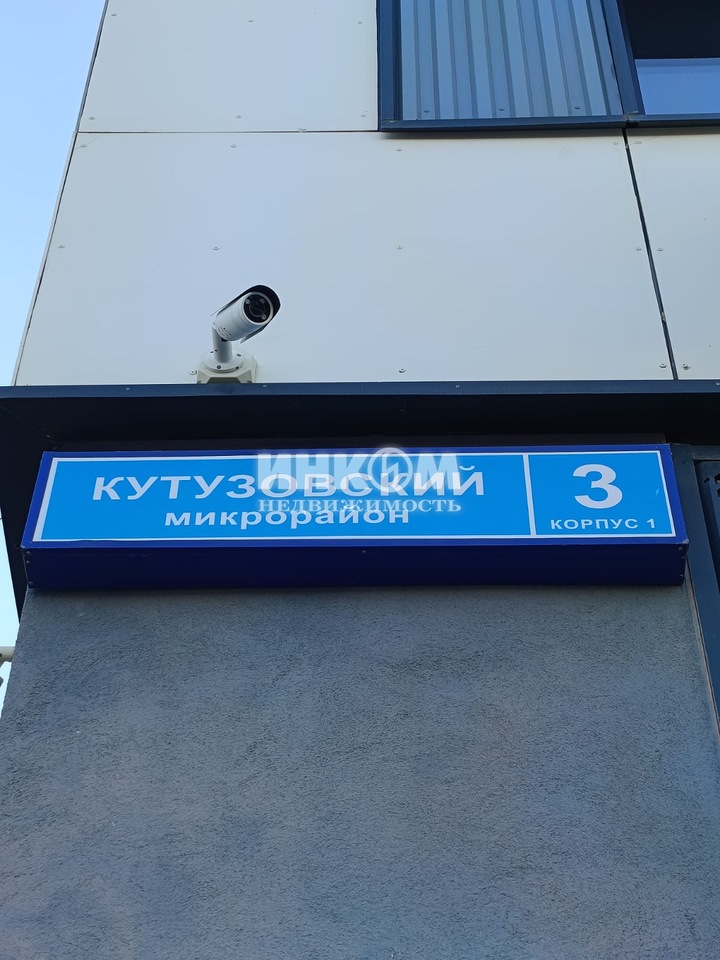 КУТУЗОВСКИЙ
микрорайон
3
КОРПУС 1
ИНКОМ
НЕДВИЖИМОСТЬ